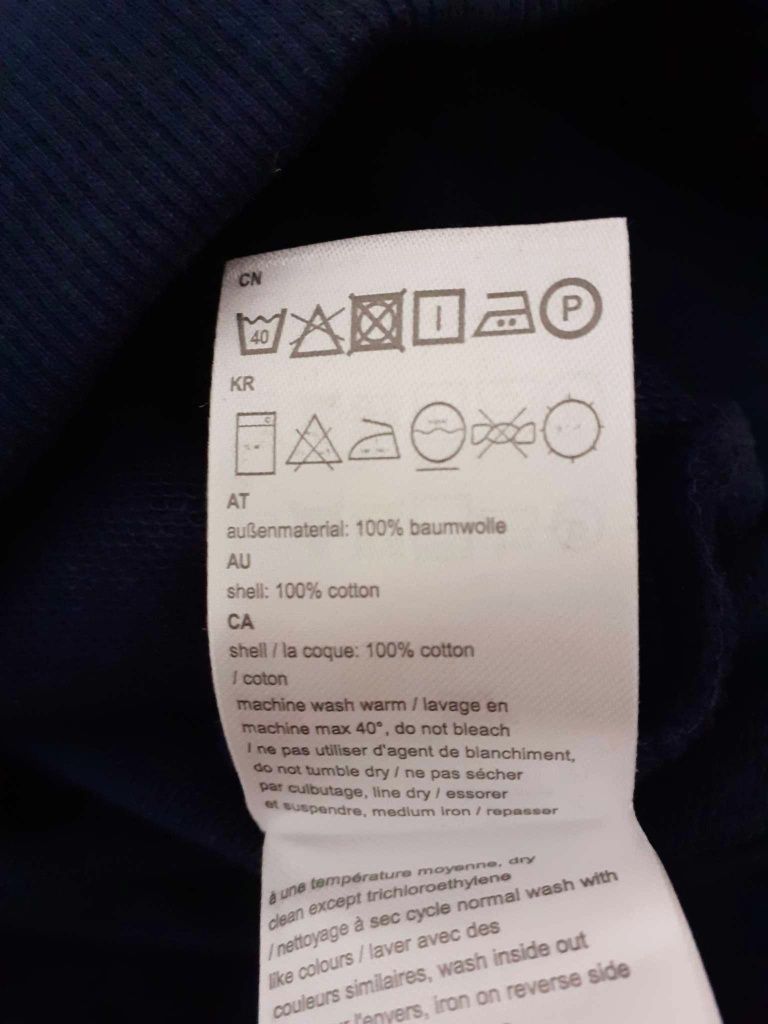 CN
40
P
KR
AT
außenmaterial: 100% baumwolle
AU
shell: 100% cotton
CA
shell / la coque: 100% cotton
/ coton
machine wash warm / lavage en
machine max 40°, do not bleach
/ ne pas utiliser d'agent de blanchiment,
do not tumble dry / ne pas sécher
par culbutage, line dry / essorer
et suspendre, medium iron / repasser
à une température moyenne, dry
clean except trichloroethylene
/ nettoyage à sec cycle normal wash with
like colours / laver avec des
couleurs similaires, wash inside out
l'envers, iron on reverse side